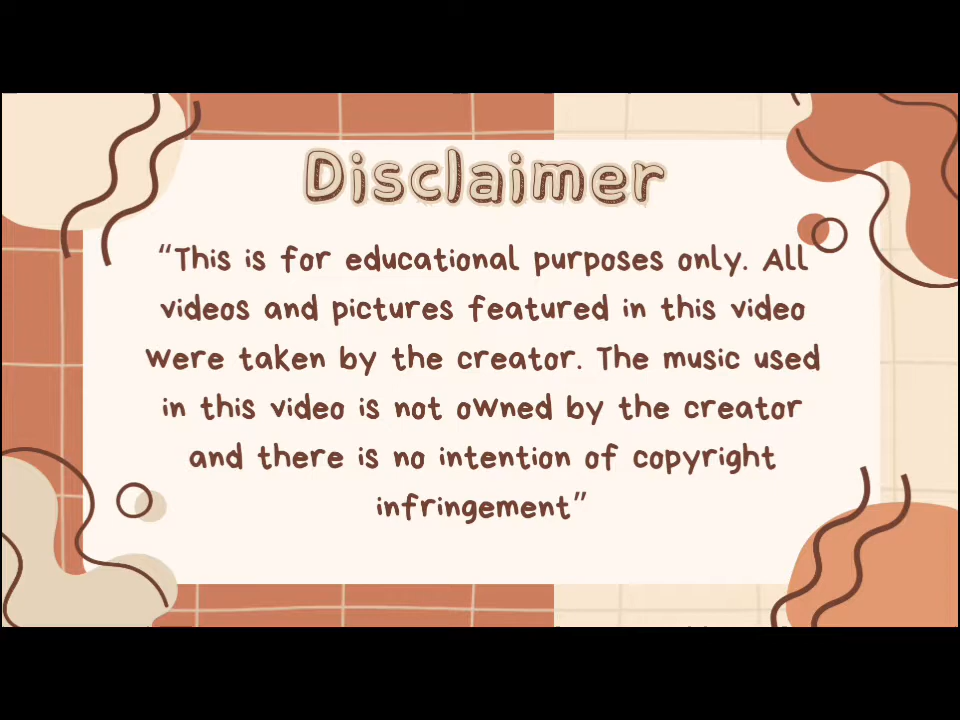 Disclaimer
“This is for educational purposes only. All
videos and pictures featured in this video
were taken by the creator. The music used
in this video is not owned by the creator
and there is no intention of copyright
infringement”